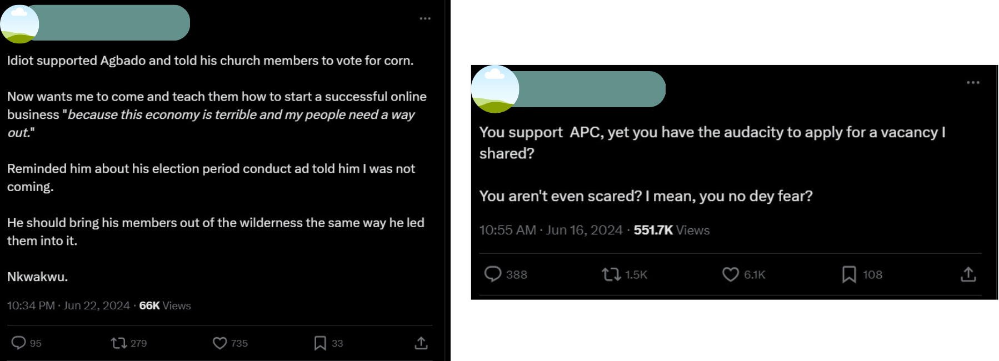 Idiot supported Agbado and told his church members to vote for corn.
Now wants me to come and teach them how to start a successful online
business "because this economy is terrible and my people need a way
out."
Reminded him about his election period conduct ad told him I was not
coming.
He should bring his members out of the wilderness the same way he led
them into it.
Nkwakwu.
10:34 PM · Jun 22, 2024 · 66K Views
95 279 735 33
You support APC, yet you have the audacity to apply for a vacancy I
shared?
You aren't even scared? I mean, you no dey fear?
10:55 AM · Jun 16, 2024 · 551.7K Views
388 1.5K 6.1K 108